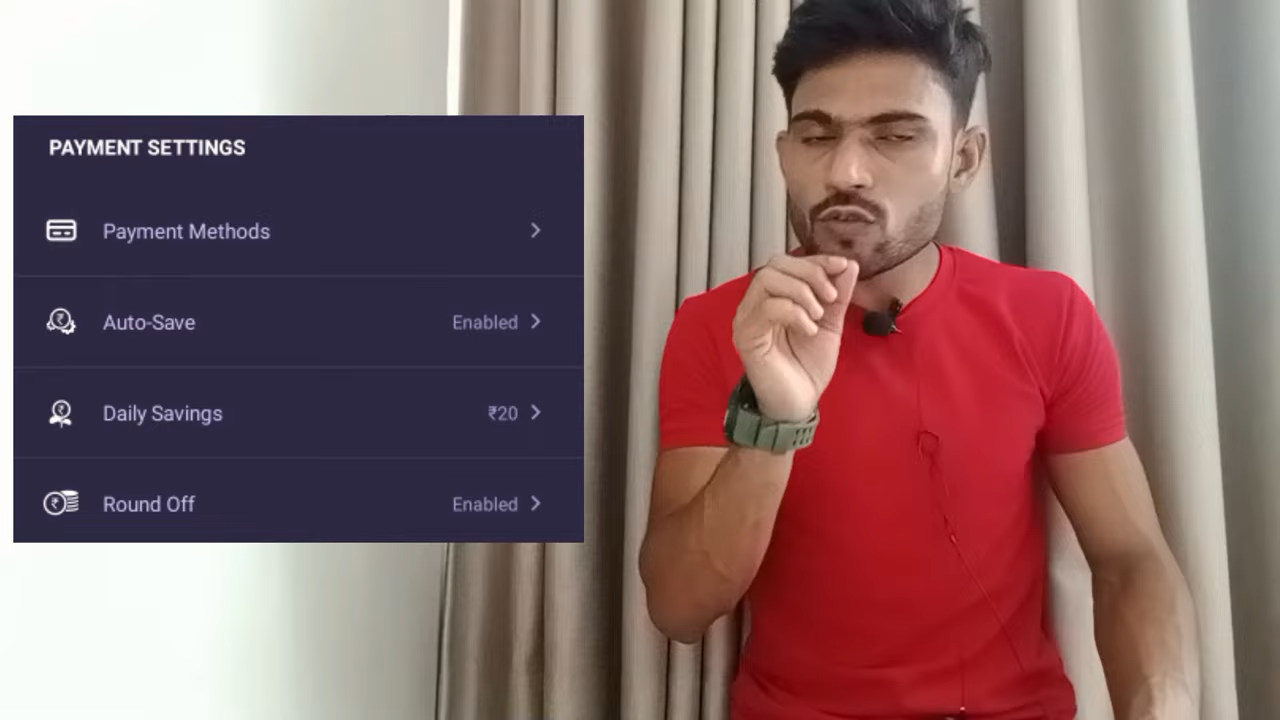 PAYMENT SETTINGS
Payment Methods
Auto-Save Enabled
Daily Savings ₹20
Round Off Enabled